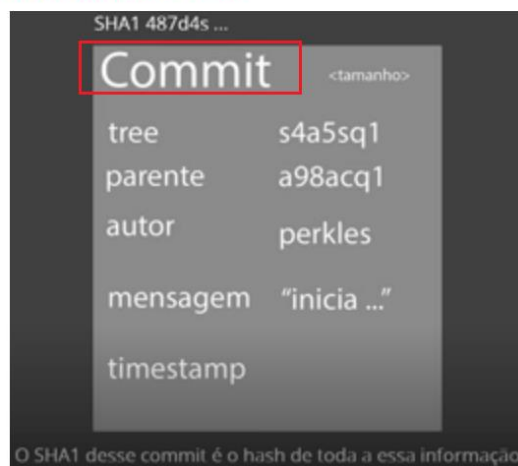 SHA1 487d4s ...
Commit <tamanho>
tree s4a5sq1
parente a98acq1
autor perkles
mensagem “inicia ...”
timestamp
O SHA1 desse commit é o hash de toda a essa informação